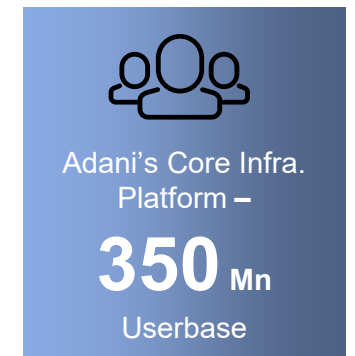 Adani's Core Infra.
Platform –
350 Mn
Userbase